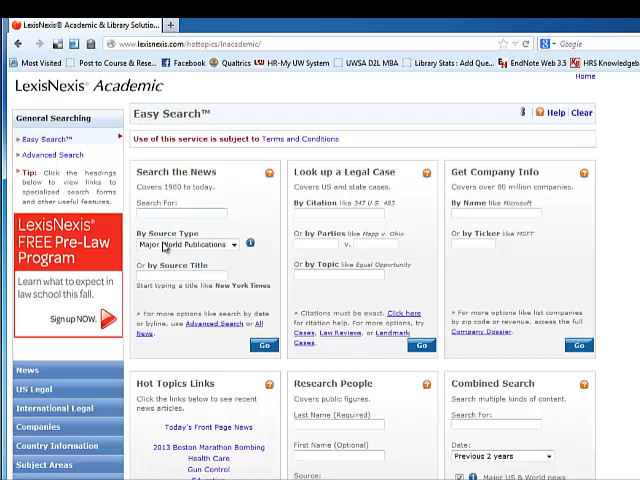 LexisNexis® Academic & Library Solutio...
www.lexisnexis.com/hottopics/lnacademic/
Google
Most Visited
Post to Course & Rese...
Facebook
Qualtrics
HR-My UW System
UWSA D2L MBA
Library Stats : Add Que...
EndNote Web 3.5
HRS Knowledgeb
LexisNexis® Academic
Home
General Searching
Easy Search™
Advanced Search
Tip: Click the headings
below to view links to
specialized search forms
and other useful features.
LexisNexis®
FREE Pre-Law
Program
Learn what to expect in
law school this fall.
Sign up NOW.
News
US Legal
International Legal
Companies
Country Information
Subject Areas
Easy Search™
Help
Clear
Use of this service is subject to Terms and Conditions
Search the News
Covers 1980 to today.
Search For:
By Source Type
Major World Publications
Or by Source Title
Start typing a title like New York Times
» For more options like search by date
or byline, use Advanced Search or All
News.
Go
Look up a Legal Case
Covers US and state cases.
By Citation like 347 U.S. 483
Or by Parties like Mapp v. Ohio
v.
Or by Topic like Equal Opportunity
» Citations must be exact. Click here
for citation help. For more options, try
Cases, Law Reviews, or Landmark
Cases.
Go
Get Company Info
Covers over 80 million companies.
By Name like Microsoft
Or by Ticker like MSFT
» For more options like list companies
by zip code or revenue, access the full
Company Dossier.
Go
Hot Topics Links
Click the links below to see recent
news articles.
Today's Front Page News
2013 Boston Marathon Bombing
Health Care
Gun Control
Education
Research People
Covers public figures.
Last Name (Required)
First Name (Optional)
Source:
Combined Search
Search multiple kinds of content.
Search For:
Date:
Previous 2 years
Major US & World news